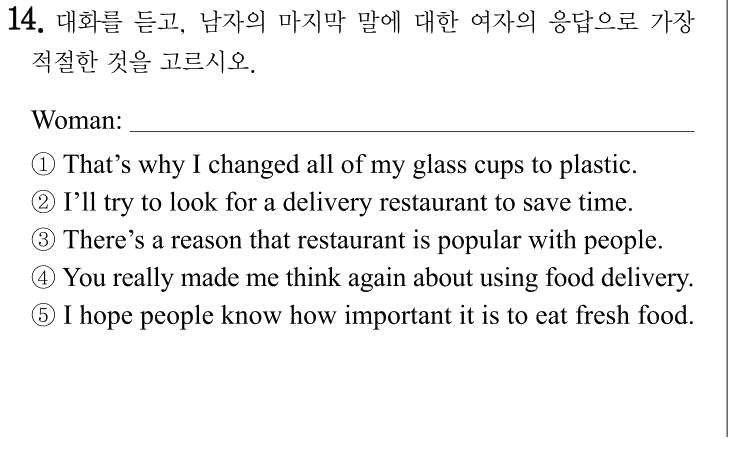 14. 대화를 듣고, 남자의 마지막 말에 대한 여자의 응답으로 가장
적절한 것을 고르시오.
Woman: ____________________
① That’s why I changed all of my glass cups to plastic.
② I’ll try to look for a delivery restaurant to save time.
③ There’s a reason that restaurant is popular with people.
④ You really made me think again about using food delivery.
⑤ I hope people know how important it is to eat fresh food.